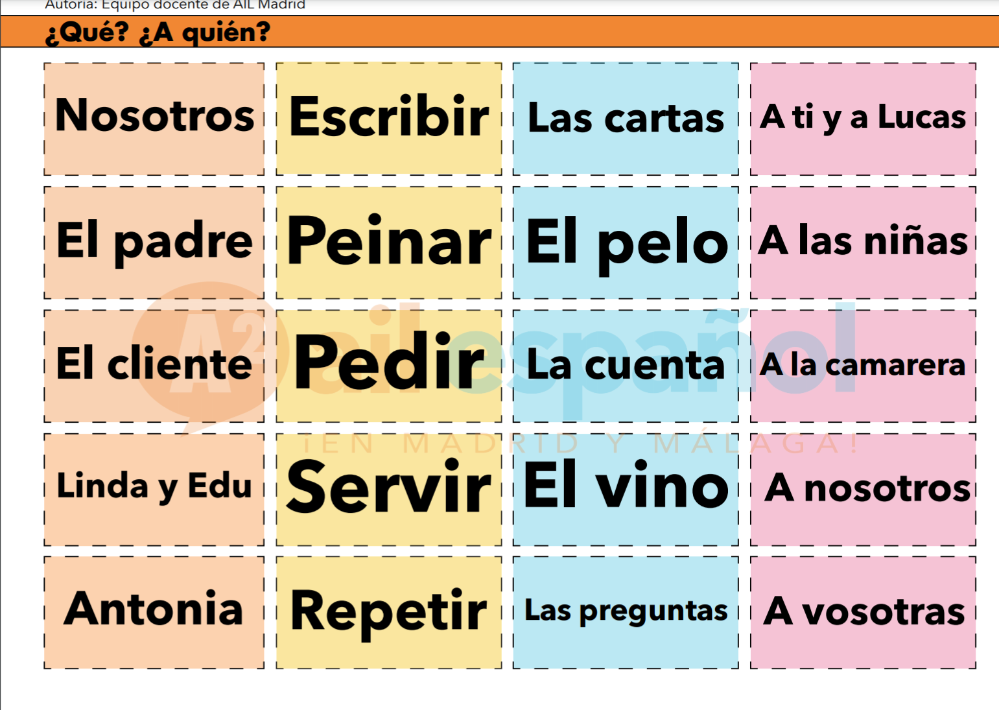 Autoría: Equipo docente de AIL Madrid
¿Qué? ¿A quién?
Nosotros Escribir Las cartas A ti y a Lucas
El padre Peinar El pelo A las niñas
El cliente Pedir La cuenta A la camarera
A2 ail español
¡EN MADRID Y MÁLAGA!
Linda y Edu Servir El vino A nosotros
Antonia Repetir Las preguntas A vosotras